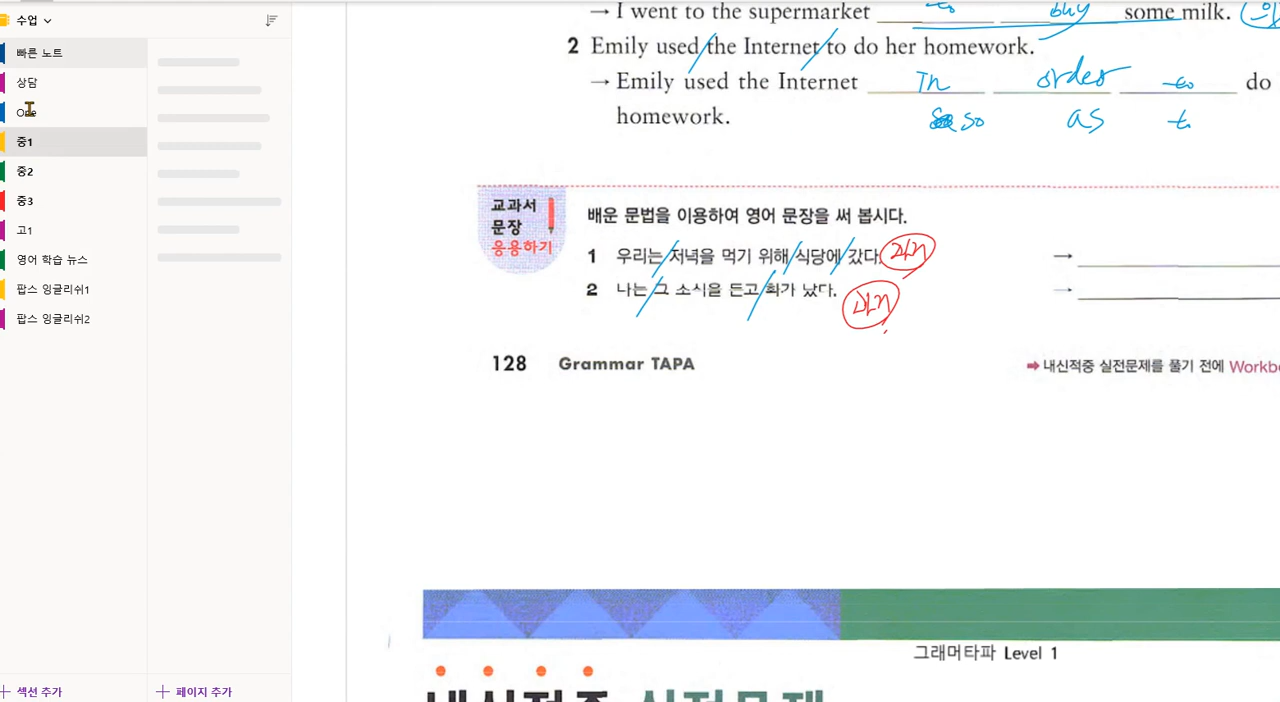 수업
빠른 노트
상담
중1
중2
중3
고1
영어 학습 뉴스
팝스 잉글리쉬1
팝스 잉글리쉬2
섹션 추가
페이지 추가
→ I went to the supermarket to buy some milk.
2 Emily used the Internet to do her homework.
→ Emily used the Internet In order to do
homework. so as to
교과서
문장
응용하기
배운 문법을 이용하여 영어 문장을 써 봅시다.
1 우리는 저녁을 먹기 위해 식당에 갔다. 과거 →
2 나는 그 소식을 듣고 화가 났다. 과거 →
128 Grammar TAPA
➡ 내신적중 실전문제를 풀기 전에
그래머타파 Level 1
내신적중 실전문제